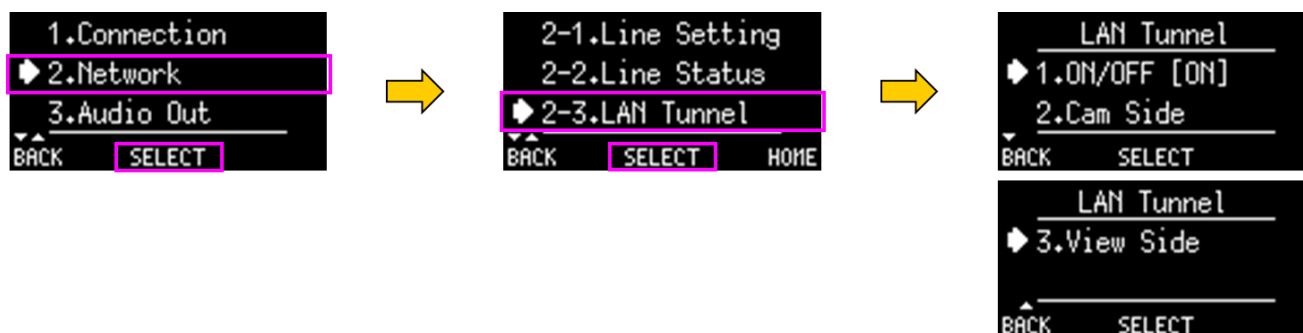 1.Connection
2.Network
3.Audio Out
BACK SELECT
2-1.Line Setting
2-2.Line Status
2-3.LAN Tunnel
BACK SELECT HOME
LAN Tunnel
1.ON/OFF [ON]
2.Cam Side
BACK SELECT
LAN Tunnel
3.View Side
BACK SELECT